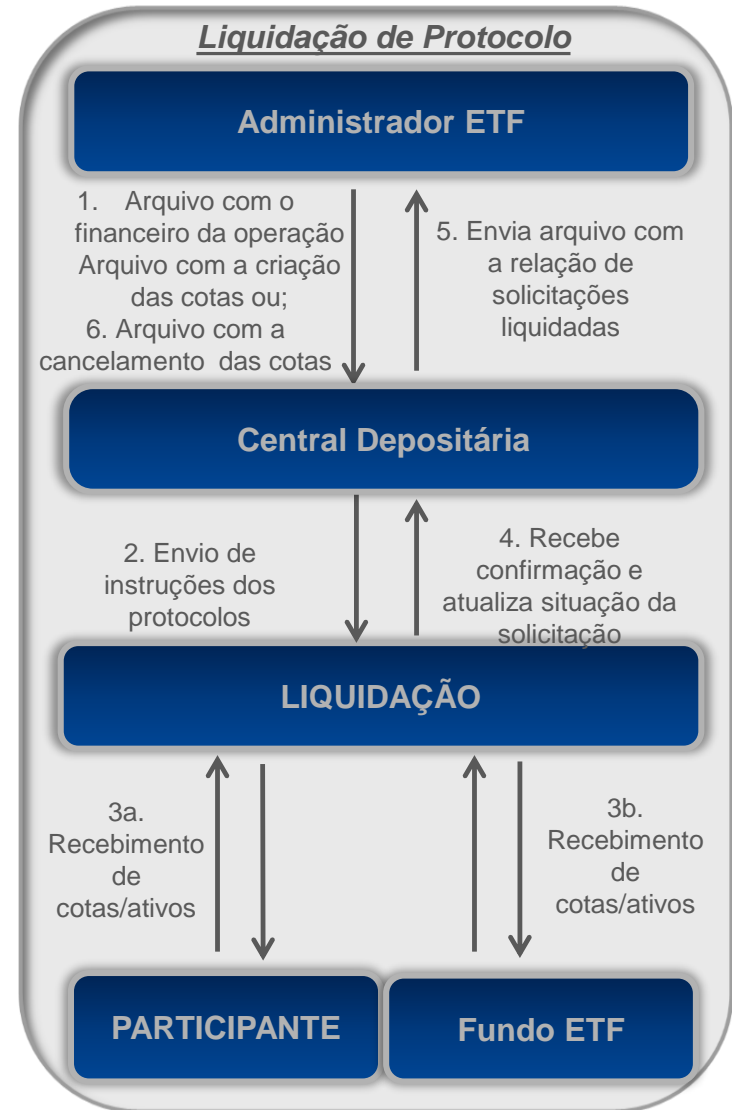 Liquidação de Protocolo
Administrador ETF
1. Arquivo com o
financeiro da operação
Arquivo com a criação
das cotas ou;
6. Arquivo com a
cancelamento das cotas
5. Envia arquivo com
a relação de
solicitações
liquidadas
Central Depositária
2. Envio de
instruções dos
protocolos
4. Recebe
confirmação e
atualiza situação da
solicitação
LIQUIDAÇÃO
3a.
Recebimento
de
cotas/ativos
3b.
Recebimento
de
cotas/ativos
PARTICIPANTE
Fundo ETF